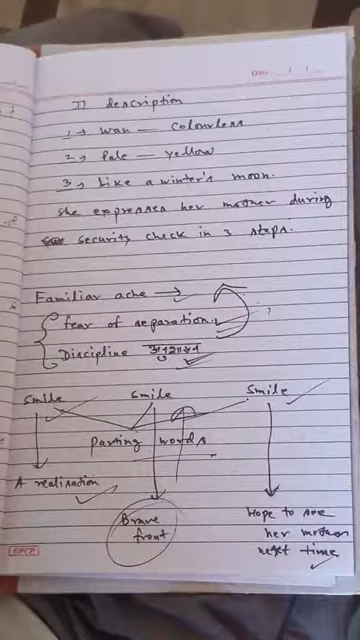 Date / /
II description
1 → wan — colourless
2 → Pale — yellow
3 → Like a winter's moon.
She expresses her mother during
security check in 3 steps.
Familiar ache →
fear of separation.
Discipline अनुशासन
Smile Smile Smile
parting words
A realisation
Brave
front
Hope to see
her mother
next time